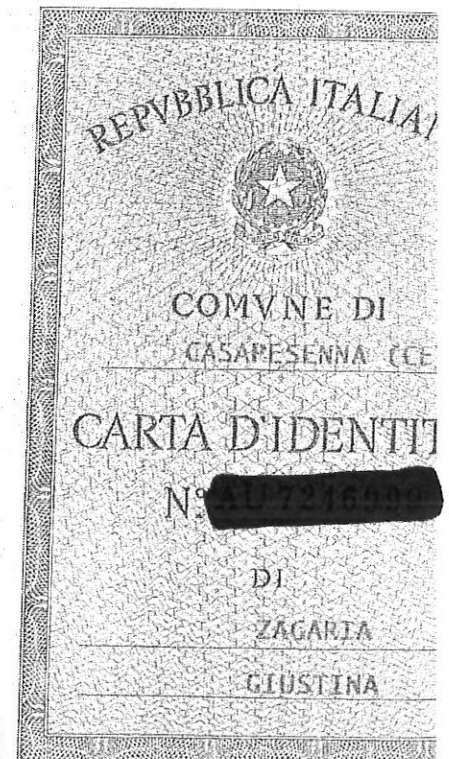 REPVBBLICA ITALIA
COMVNE DI
CASAPESENNA (CE
CARTA D'IDENTIT
N°
DI
ZAGARIA
GIUSTINA